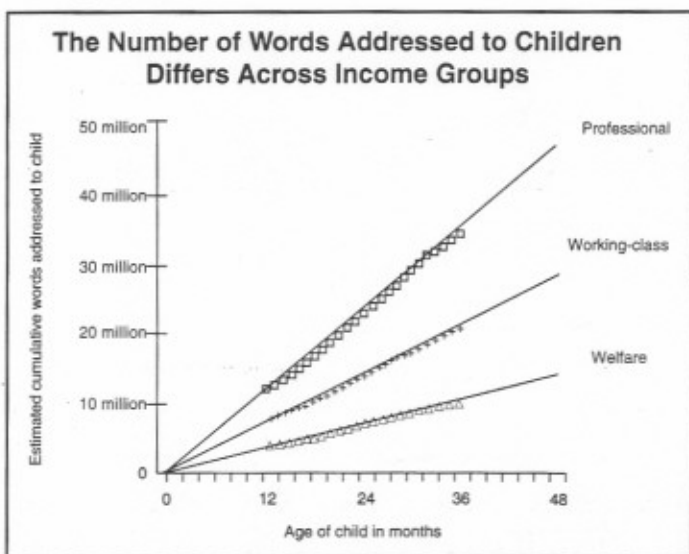 The Number of Words Addressed to Children
Differs Across Income Groups
Estimated cumulative words addressed to child
50 million
40 million
30 million
20 million
10 million
0
Professional
Working-class
Welfare
0 12 24 36 48
Age of child in months